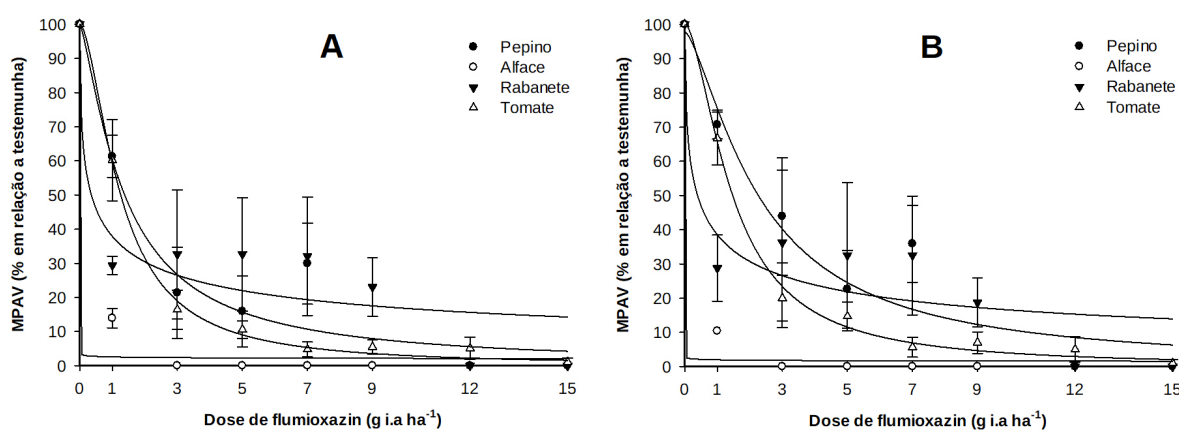 A
MPAV (% em relação a testemunha)
100
90
80
70
60
50
40
30
20
10
0
0 1 3 5 7 9 12 15
Dose de flumioxazin (g i.a ha-1)
Pepino
Alface
Rabanete
Tomate
B
MPAV (% em relação a testemunha)
100
90
80
70
60
50
40
30
20
10
0
0 1 3 5 7 9 12 15
Dose de flumioxazin (g i.a ha-1)
Pepino
Alface
Rabanete
Tomate